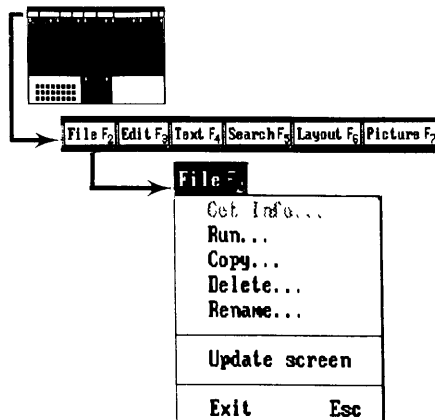 File F2 Edit F3 Text F4 Search F5 Layout F6 Picture F7
File F2
Get Info...
Run...
Copy...
Delete...
Rename...
Update screen
Exit Esc